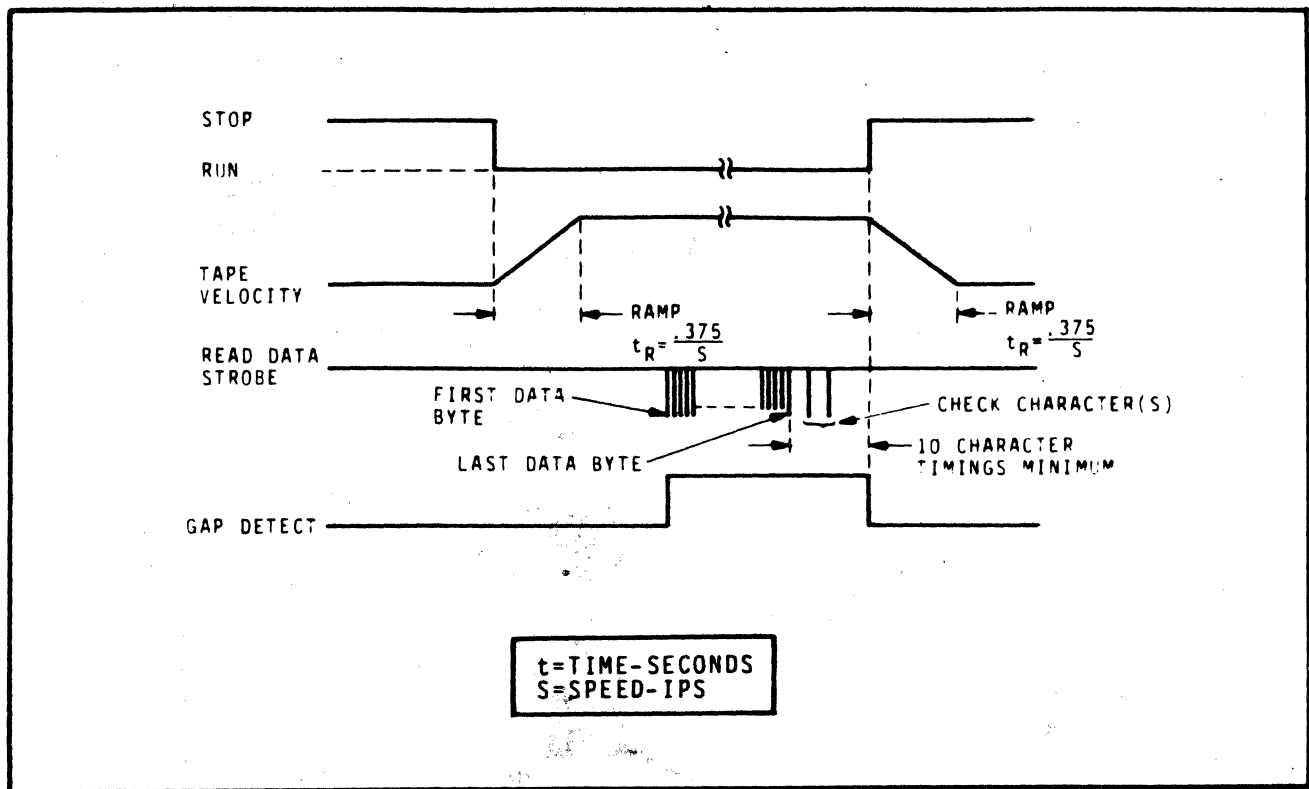 STOP
RUN
TAPE
VELOCITY
RAMP
t_R = .375/S
RAMP
t_R = .375/S
READ DATA
STROBE
FIRST DATA
BYTE
CHECK CHARACTER(S)
LAST DATA BYTE
10 CHARACTER
TIMINGS MINIMUM
GAP DETECT
t=TIME-SECONDS
S=SPEED-IPS